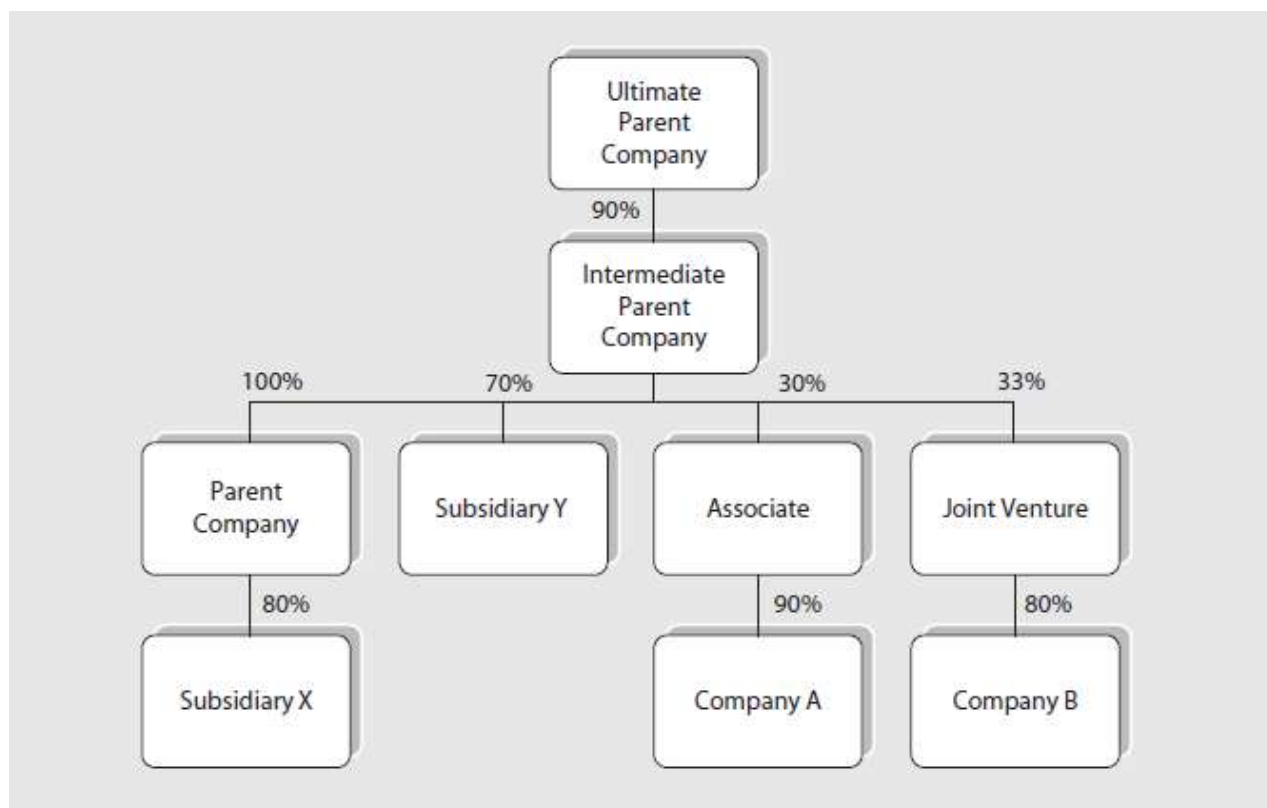 Ultimate
Parent
Company
90%
Intermediate
Parent
Company
100%
70%
30%
33%
Parent
Company
Subsidiary Y
Associate
Joint Venture
80%
90%
80%
Subsidiary X
Company A
Company B